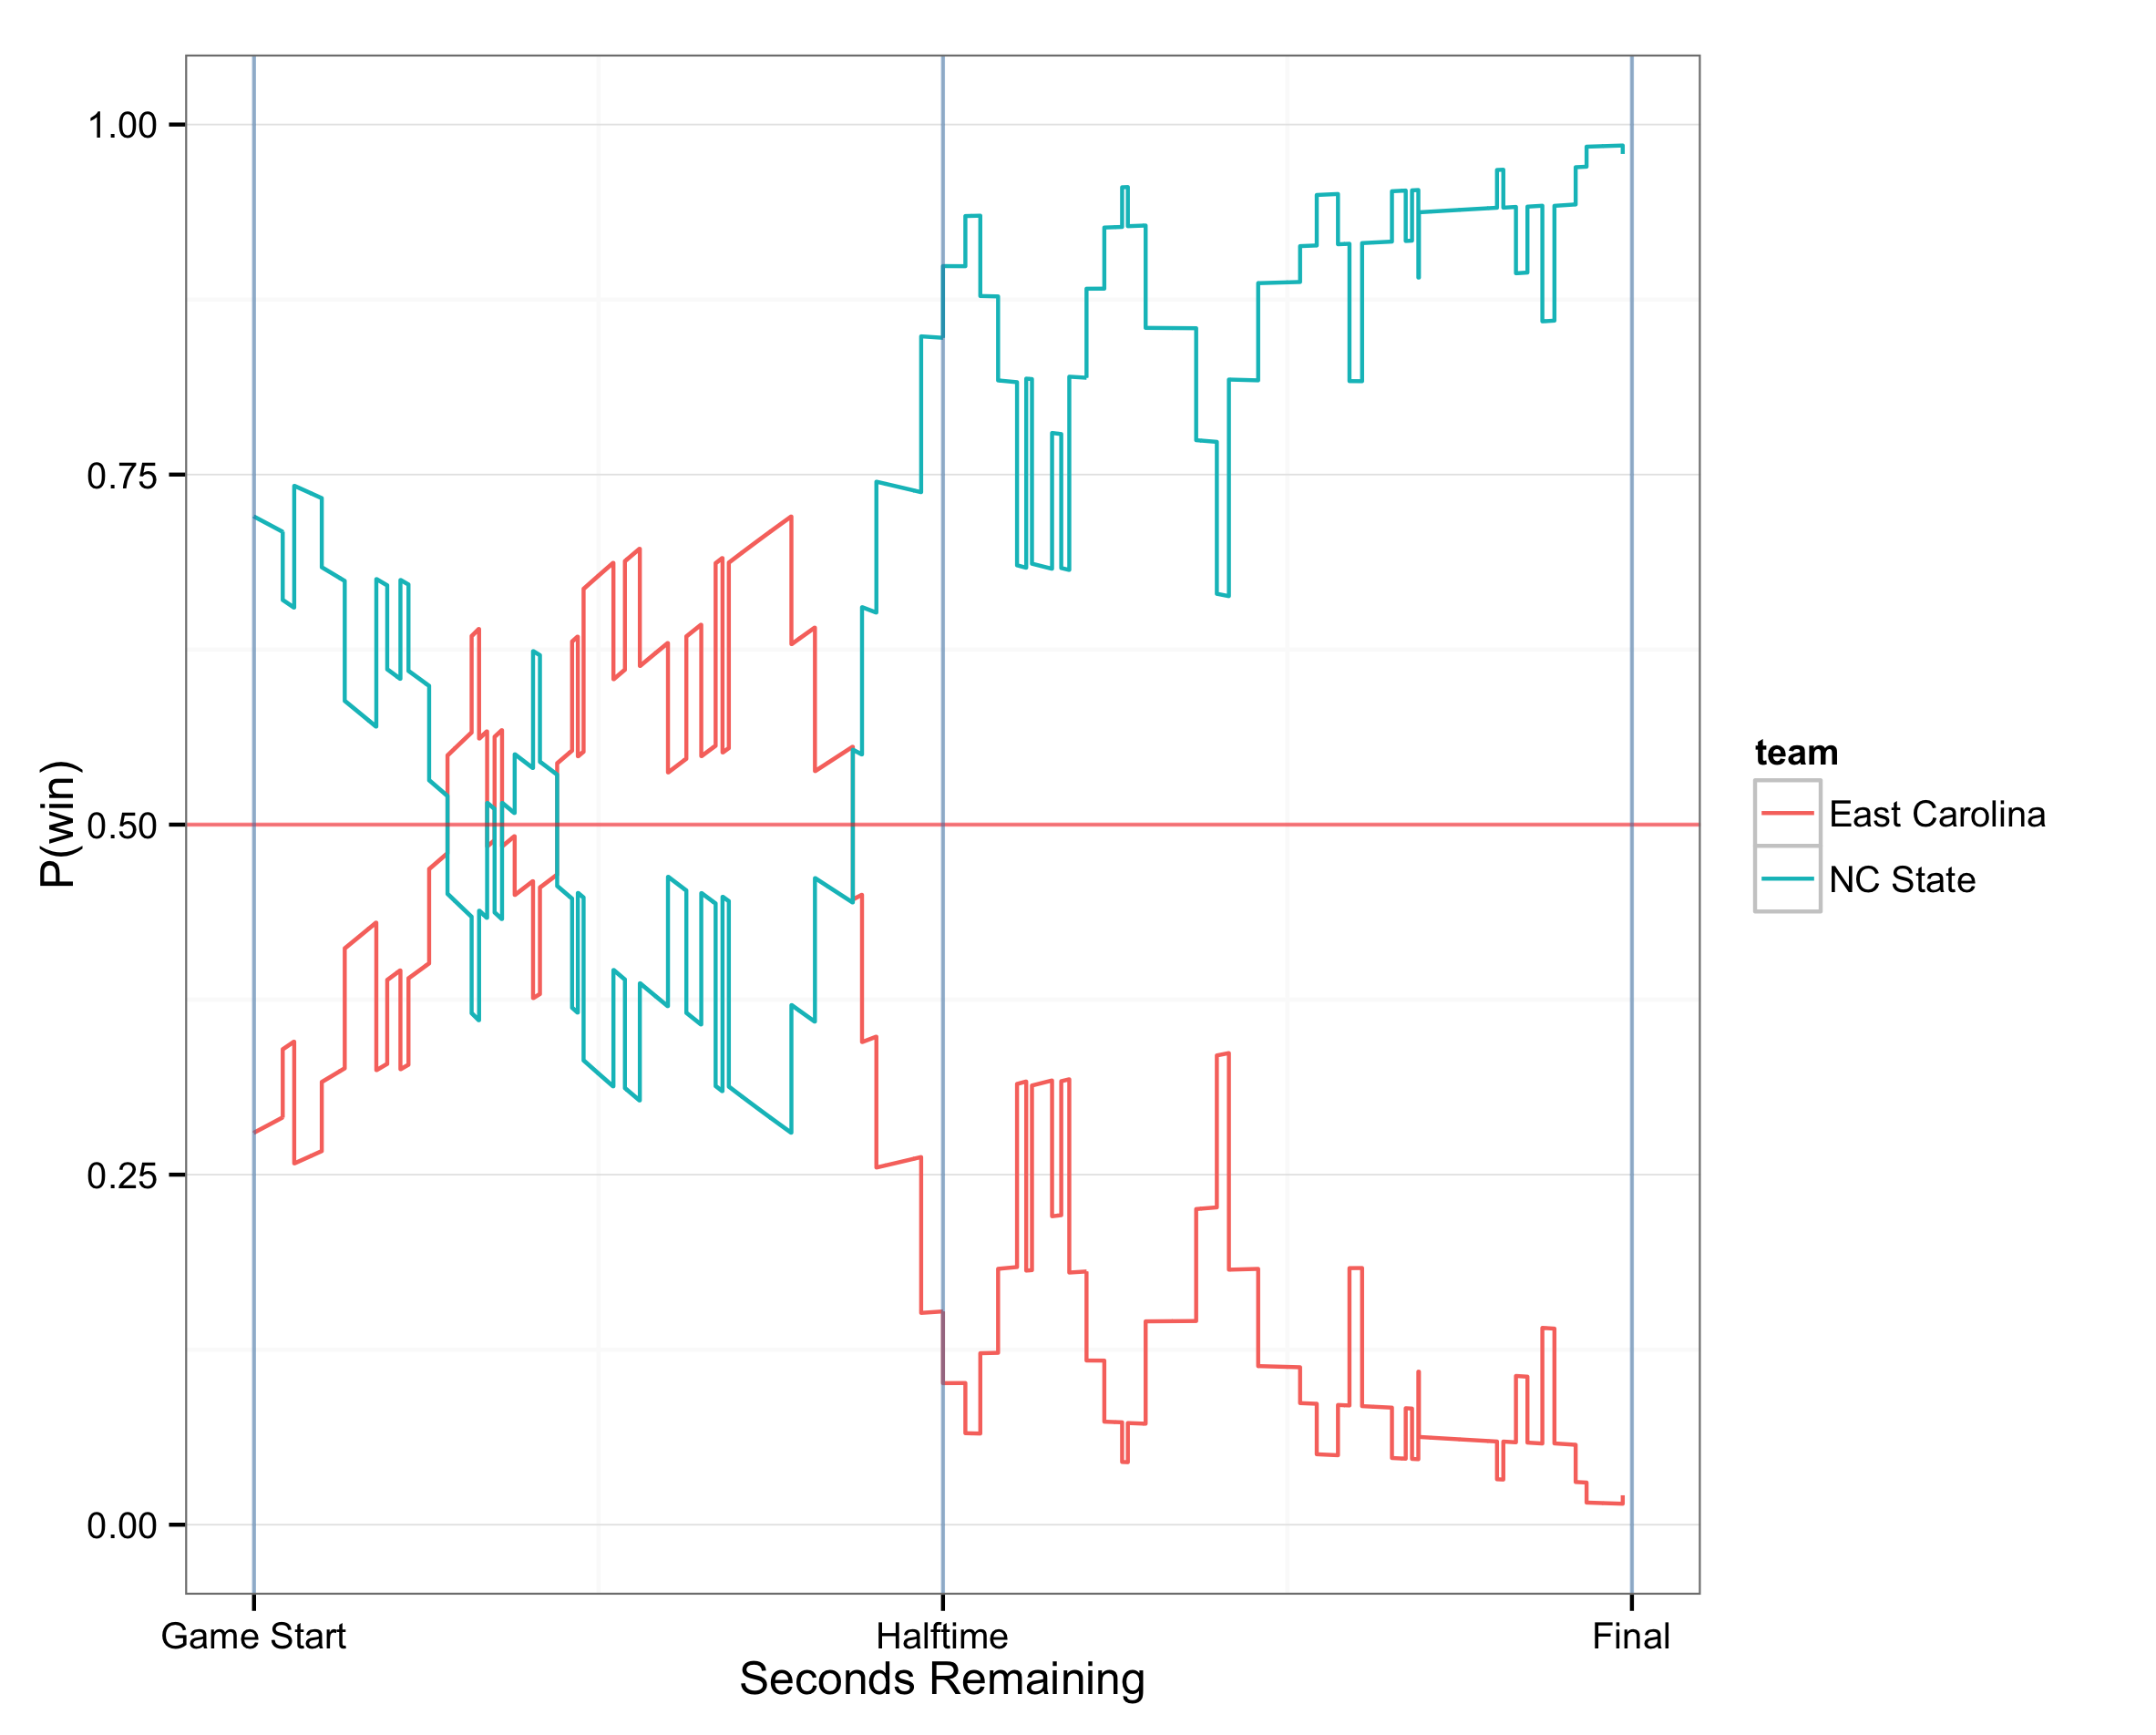 P(win)
1.00
0.75
0.50
0.25
0.00
Game Start
Halftime
Final
Seconds Remaining
team
East Carolina
NC State